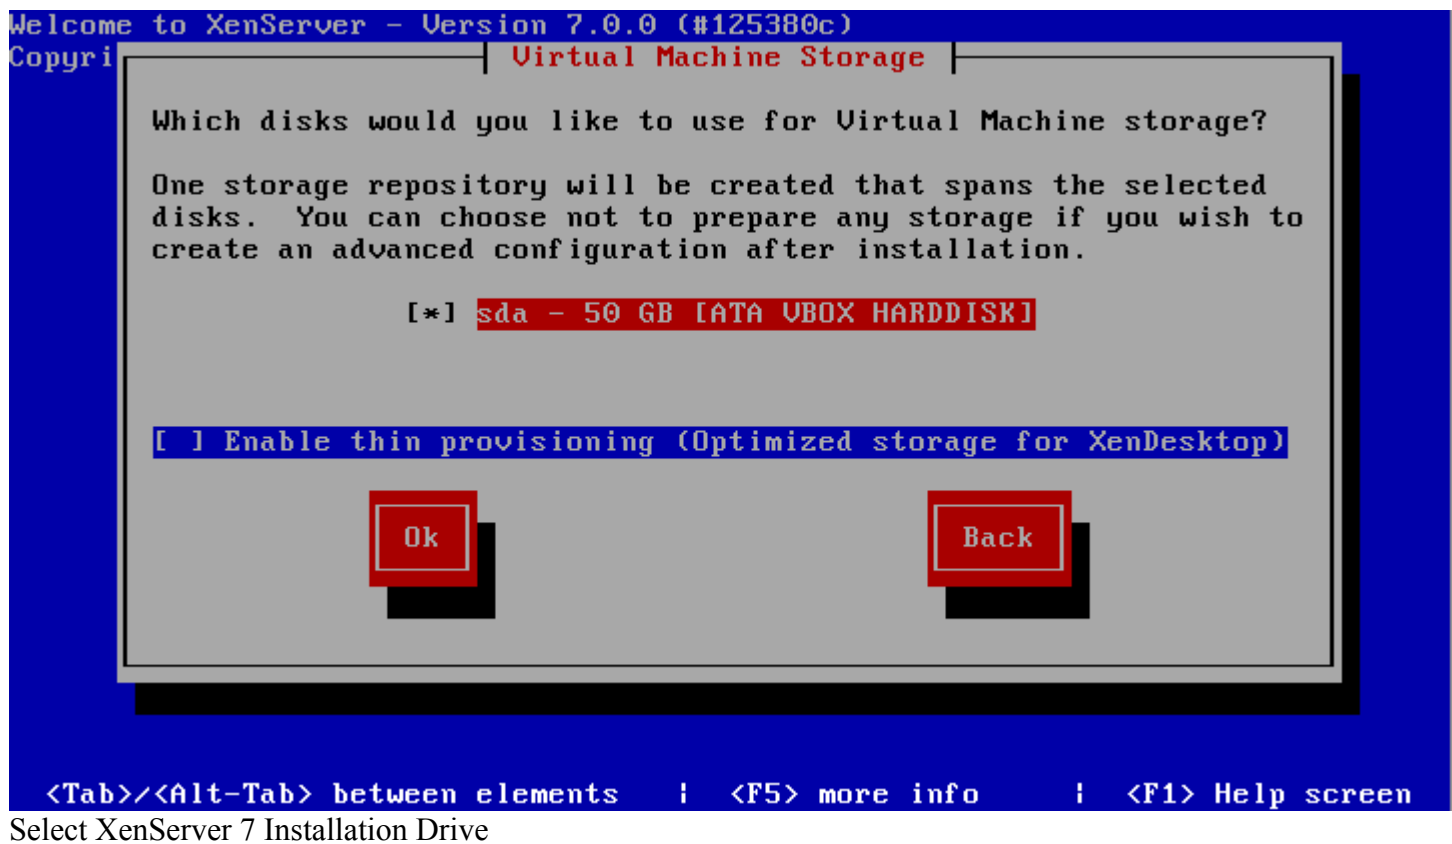 Welcome to XenServer - Version 7.0.0 (#125380c)
Copyri
Virtual Machine Storage
Which disks would you like to use for Virtual Machine storage?
One storage repository will be created that spans the selected
disks.  You can choose not to prepare any storage if you wish to
create an advanced configuration after installation.
[*] sda - 50 GB [ATA VBOX HARDDISK]
[ ] Enable thin provisioning (Optimized storage for XenDesktop)
Ok Back
<Tab>/<Alt-Tab> between elements | <F5> more info | <F1> Help screen
Select XenServer 7 Installation Drive